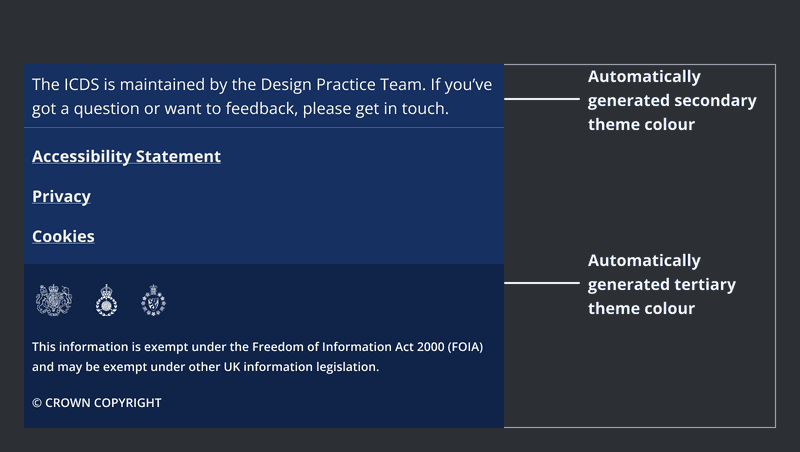 The ICDS is maintained by the Design Practice Team. If you’ve
got a question or want to feedback, please get in touch.
Accessibility Statement
Privacy
Cookies
This information is exempt under the Freedom of Information Act 2000 (FOIA)
and may be exempt under other UK information legislation.
© CROWN COPYRIGHT
Automatically
generated secondary
theme colour
Automatically
generated tertiary
theme colour